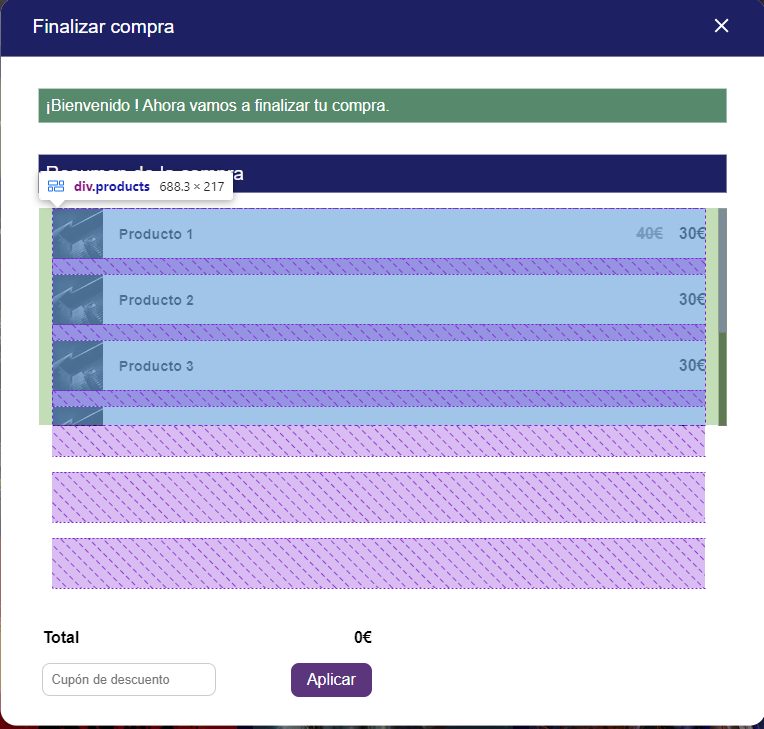 Finalizar compra
¡Bienvenido ! Ahora vamos a finalizar tu compra.
Resumen de la compra
div.products 688.3 × 217
Producto 1 40€ 30€
Producto 2 30€
Producto 3 30€
Total 0€
Cupón de descuento Aplicar